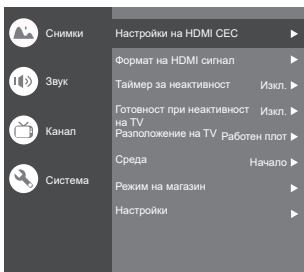 Снимки
Звук
Канал
Система
Настройки на HDMI CEC
Формат на HDMI сигнал
Таймер за неактивност Изкл.
Готовност при неактивност Изкл.
на TV
Разположение на TV Работен плот
Среда Начало
Режим на магазин
Настройки